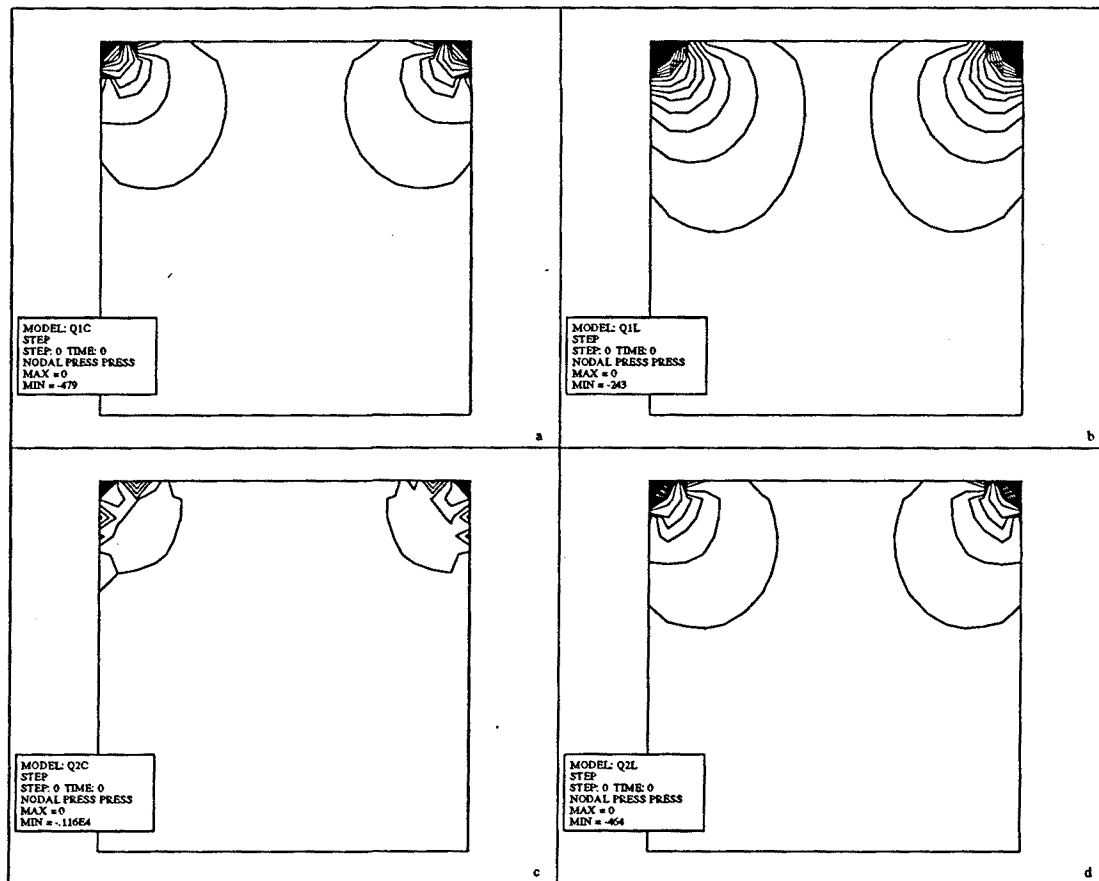 MODEL: Q1C
STEP
STEP: 0 TIME: 0
NODAL PRESS PRESS
MAX = 0
MIN = -479
a
MODEL: Q1L
STEP
STEP: 0 TIME: 0
NODAL PRESS PRESS
MAX = 0
MIN = -243
b
MODEL: Q2C
STEP
STEP: 0 TIME: 0
NODAL PRESS PRESS
MAX = 0
MIN = -.116E4
c
MODEL: Q2L
STEP
STEP: 0 TIME: 0
NODAL PRESS PRESS
MAX = 0
MIN = -464
d